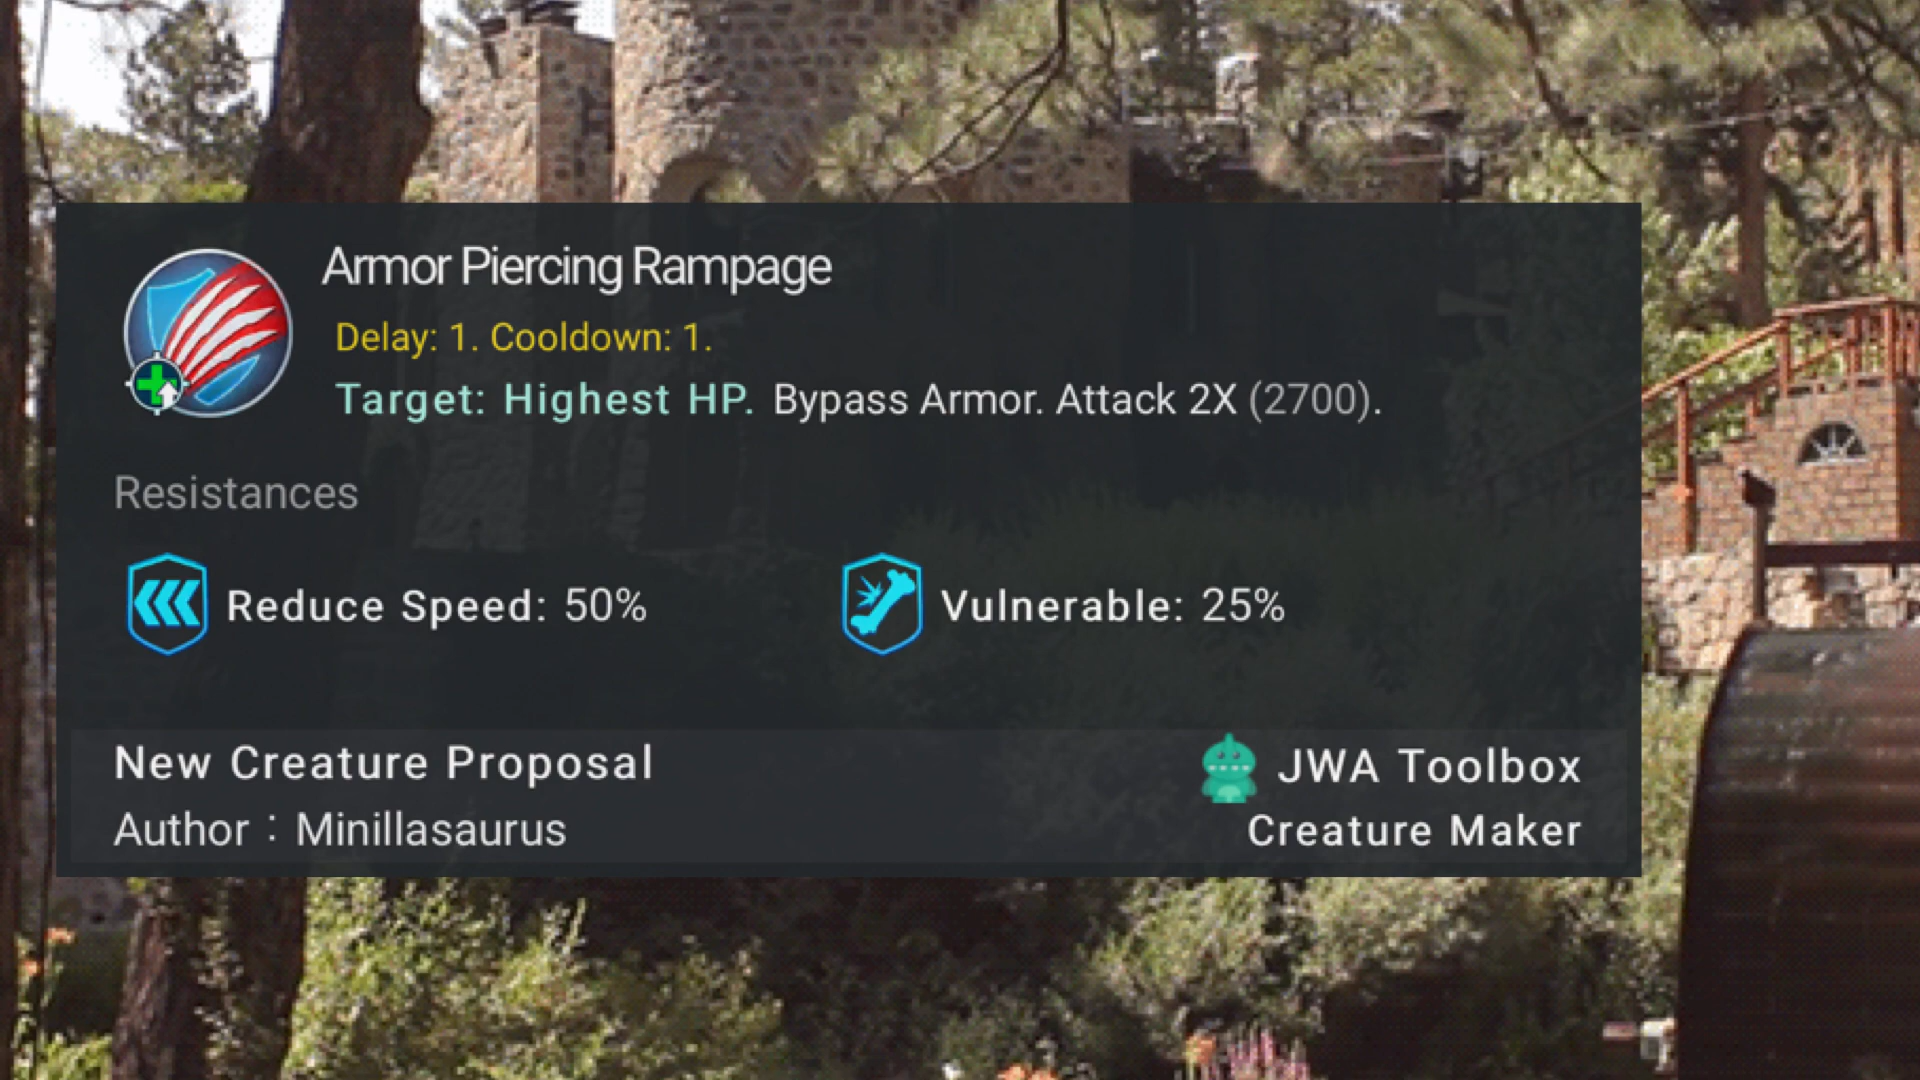 Armor Piercing Rampage
Delay: 1. Cooldown: 1.
Target: Highest HP. Bypass Armor. Attack 2X (2700).
Resistances
Reduce Speed: 50%
Vulnerable: 25%
New Creature Proposal
JWA Toolbox
Author : Minillasaurus
Creature Maker